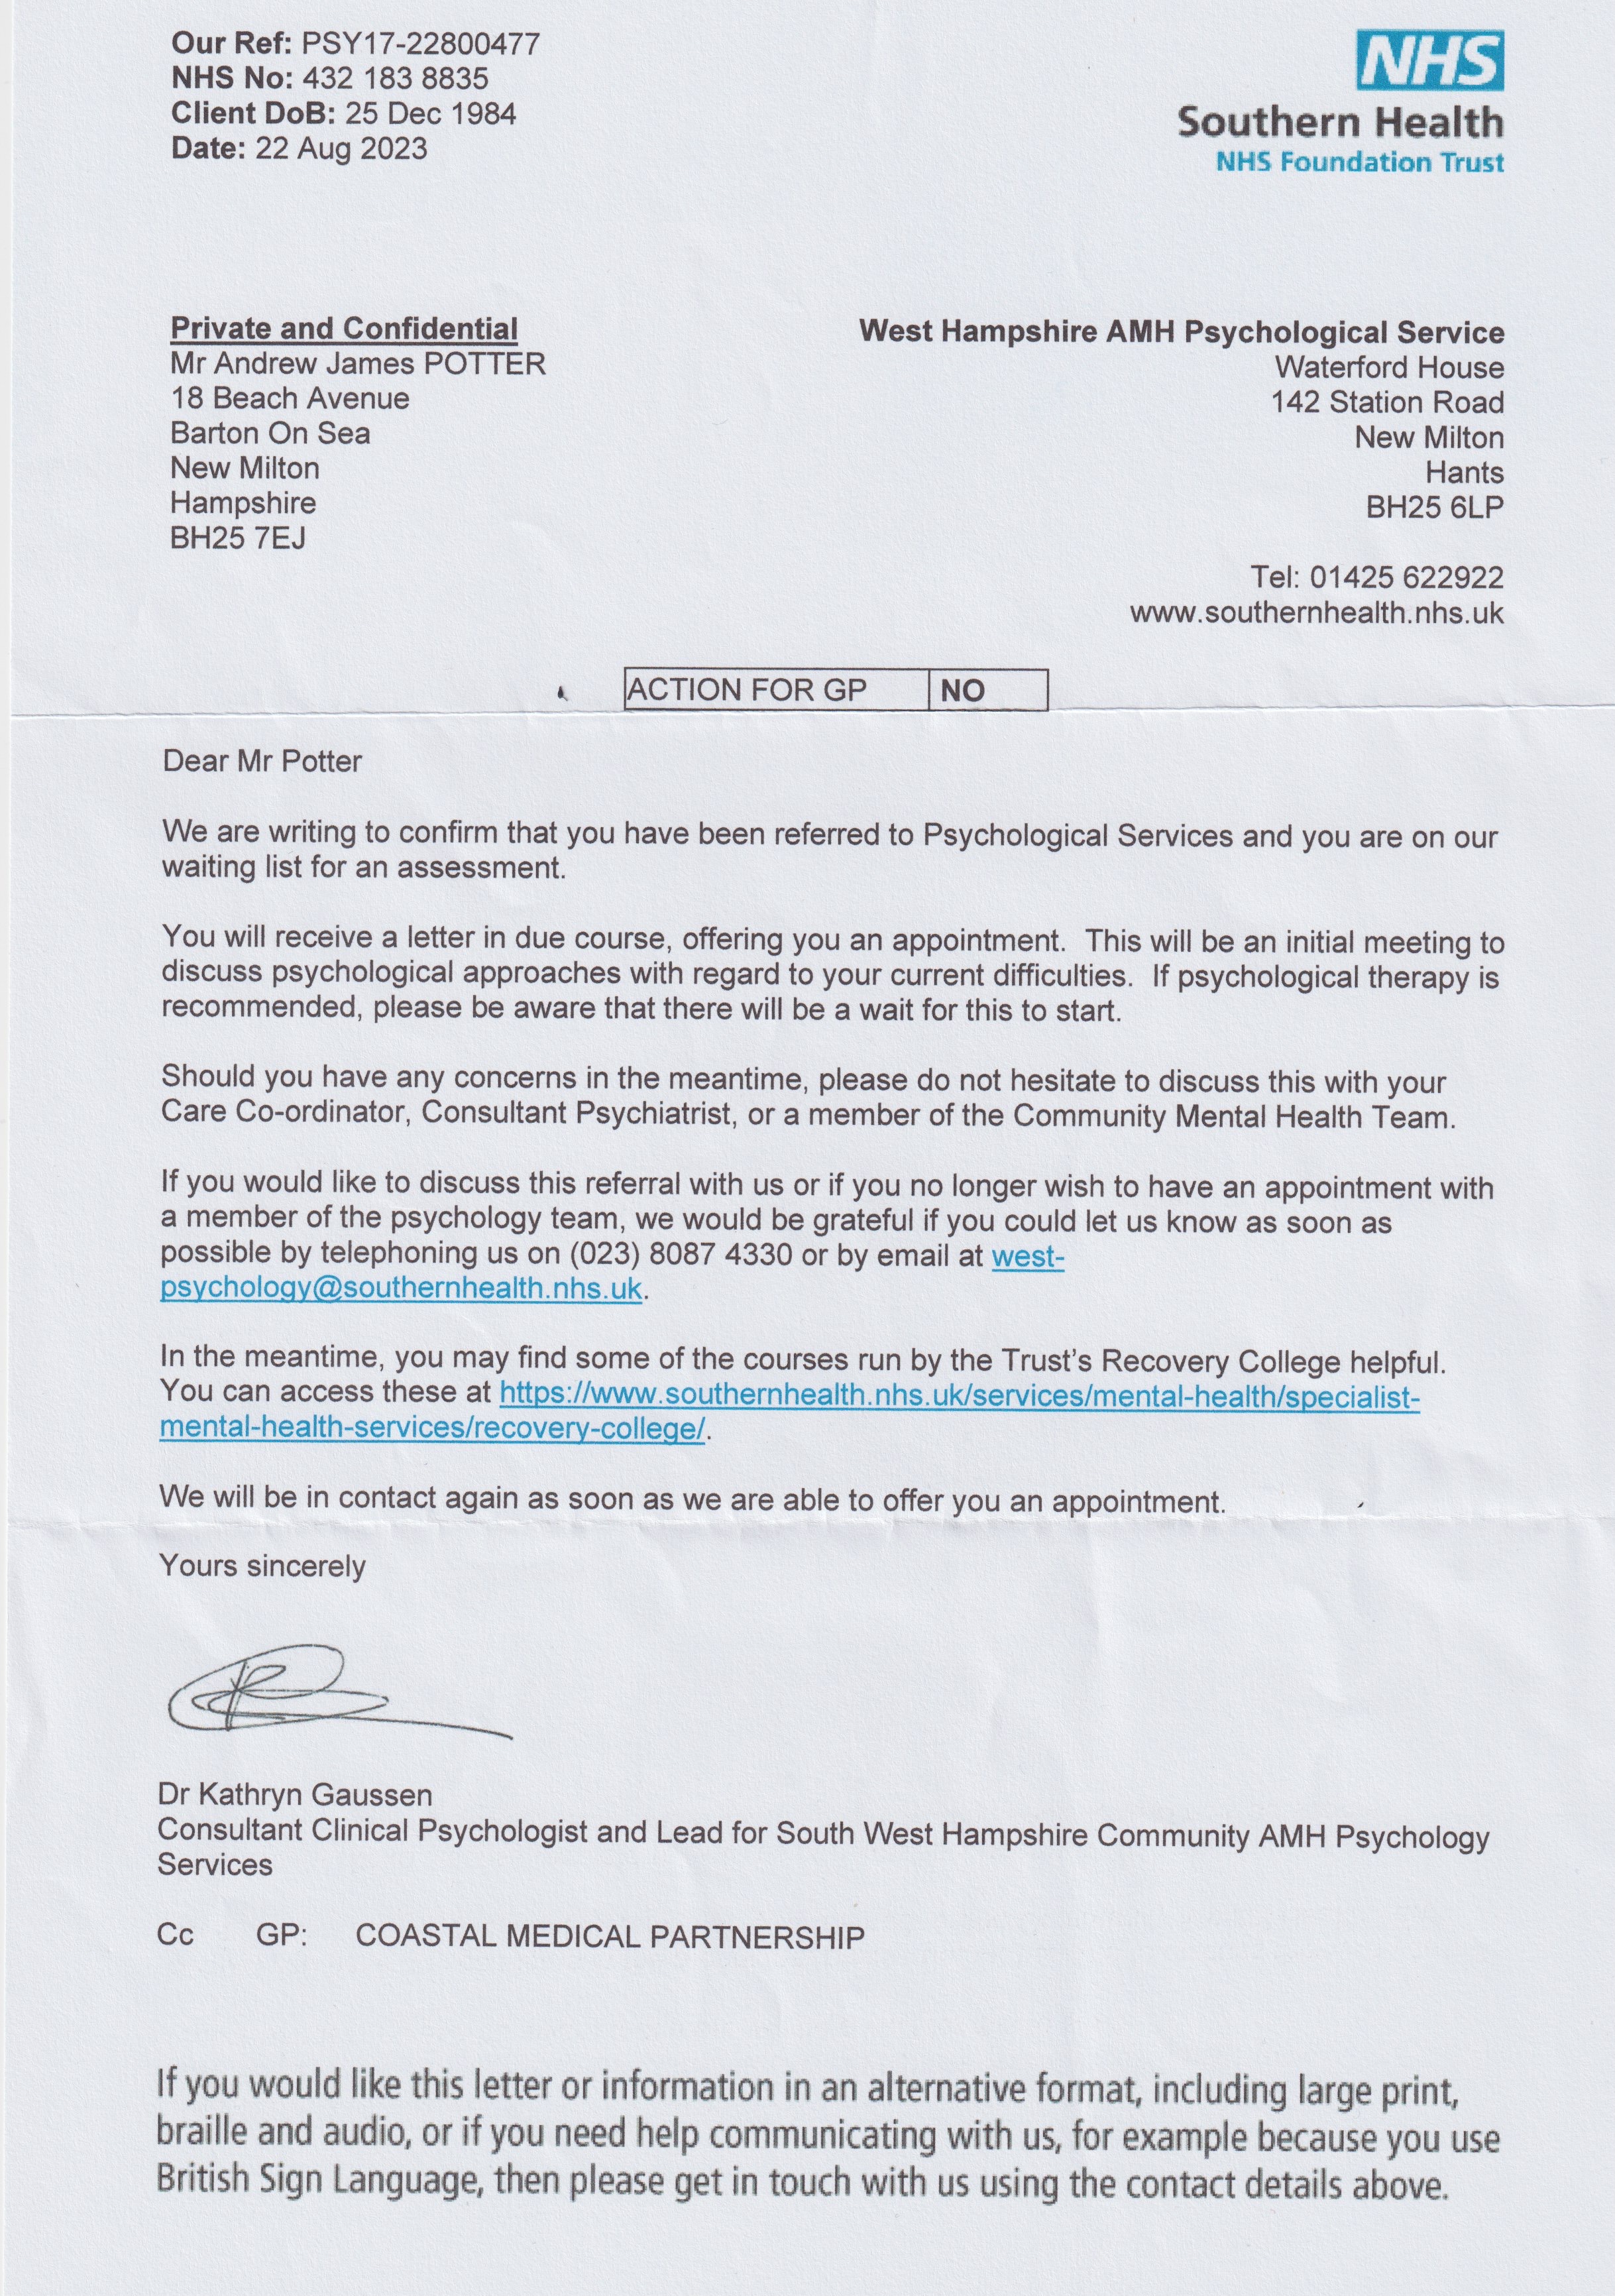 Our Ref: PSY17-22800477
NHS No: 432 183 8835
Client DoB: 25 Dec 1984
Date: 22 Aug 2023
NHS
Southern Health
NHS Foundation Trust
Private and Confidential
Mr Andrew James POTTER
18 Beach Avenue
Barton On Sea
New Milton
Hampshire
BH25 7EJ
West Hampshire AMH Psychological Service
Waterford House
142 Station Road
New Milton
Hants
BH25 6LP
Tel: 01425 622922
www.southernhealth.nhs.uk
ACTION FOR GP NO
Dear Mr Potter
We are writing to confirm that you have been referred to Psychological Services and you are on our
waiting list for an assessment.
You will receive a letter in due course, offering you an appointment.  This will be an initial meeting to
discuss psychological approaches with regard to your current difficulties.  If psychological therapy is
recommended, please be aware that there will be a wait for this to start.
Should you have any concerns in the meantime, please do not hesitate to discuss this with your
Care Co-ordinator, Consultant Psychiatrist, or a member of the Community Mental Health Team.
If you would like to discuss this referral with us or if you no longer wish to have an appointment with
a member of the psychology team, we would be grateful if you could let us know as soon as
possible by telephoning us on (023) 8087 4330 or by email at west-
psychology@southernhealth.nhs.uk.
In the meantime, you may find some of the courses run by the Trust's Recovery College helpful.
You can access these at https://www.southernhealth.nhs.uk/services/mental-health/specialist-
mental-health-services/recovery-college/.
We will be in contact again as soon as we are able to offer you an appointment.
Yours sincerely
Dr Kathryn Gaussen
Consultant Clinical Psychologist and Lead for South West Hampshire Community AMH Psychology
Services
Cc GP: COASTAL MEDICAL PARTNERSHIP
If you would like this letter or information in an alternative format, including large print,
braille and audio, or if you need help communicating with us, for example because you use
British Sign Language, then please get in touch with us using the contact details above.